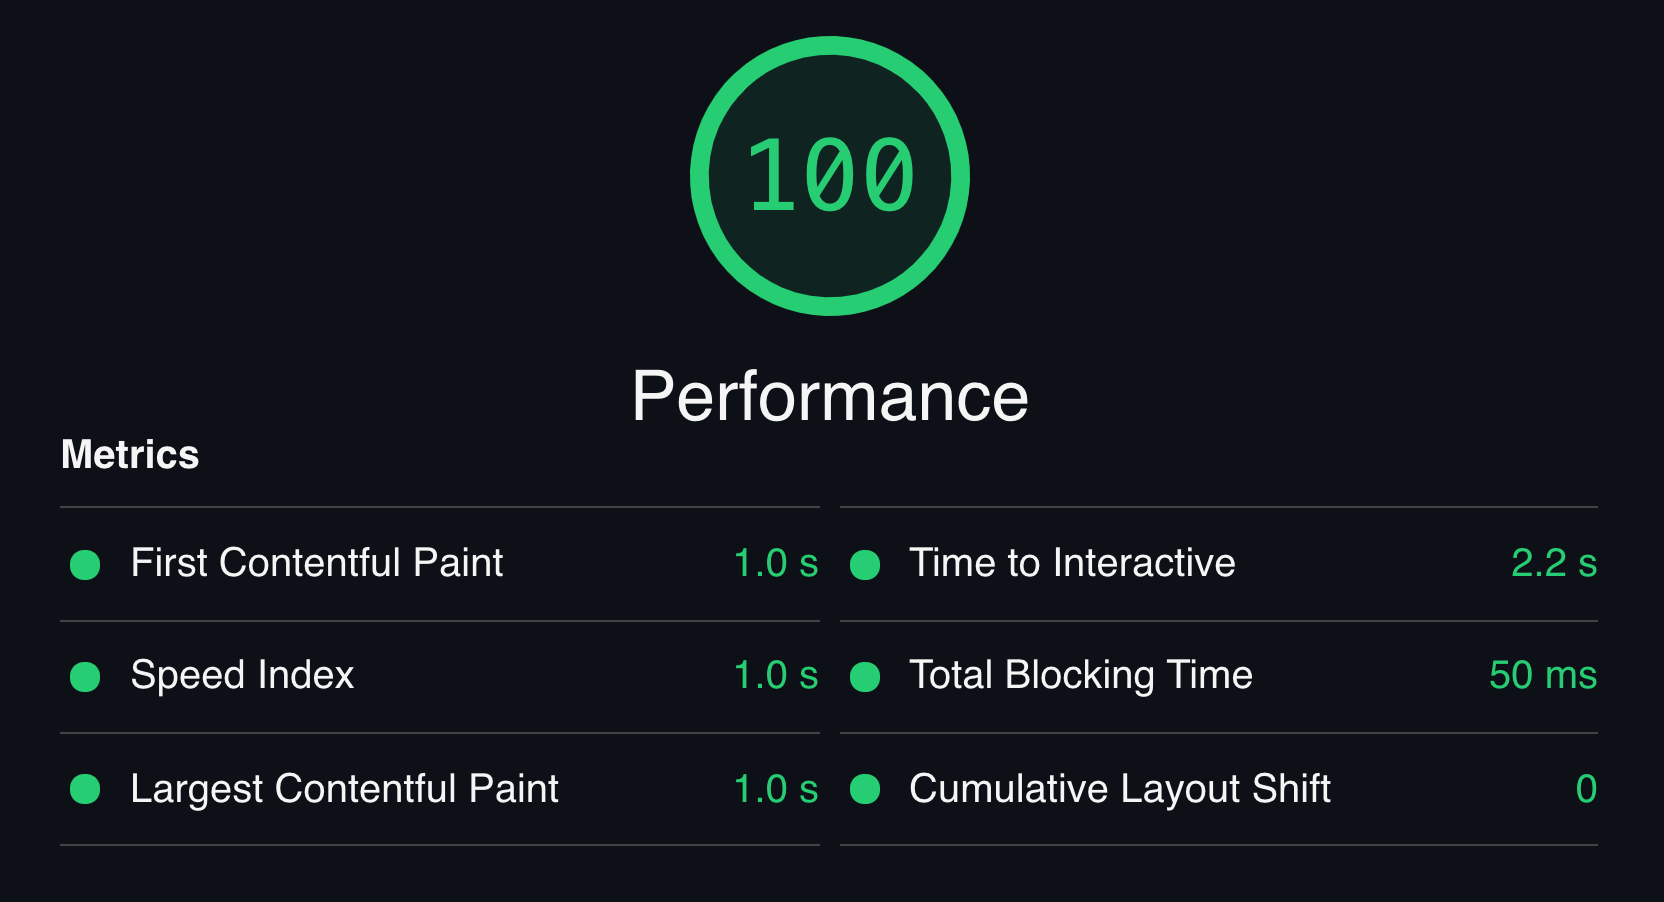 100
Performance
Metrics
First Contentful Paint 1.0 s
Time to Interactive 2.2 s
Speed Index 1.0 s
Total Blocking Time 50 ms
Largest Contentful Paint 1.0 s
Cumulative Layout Shift 0